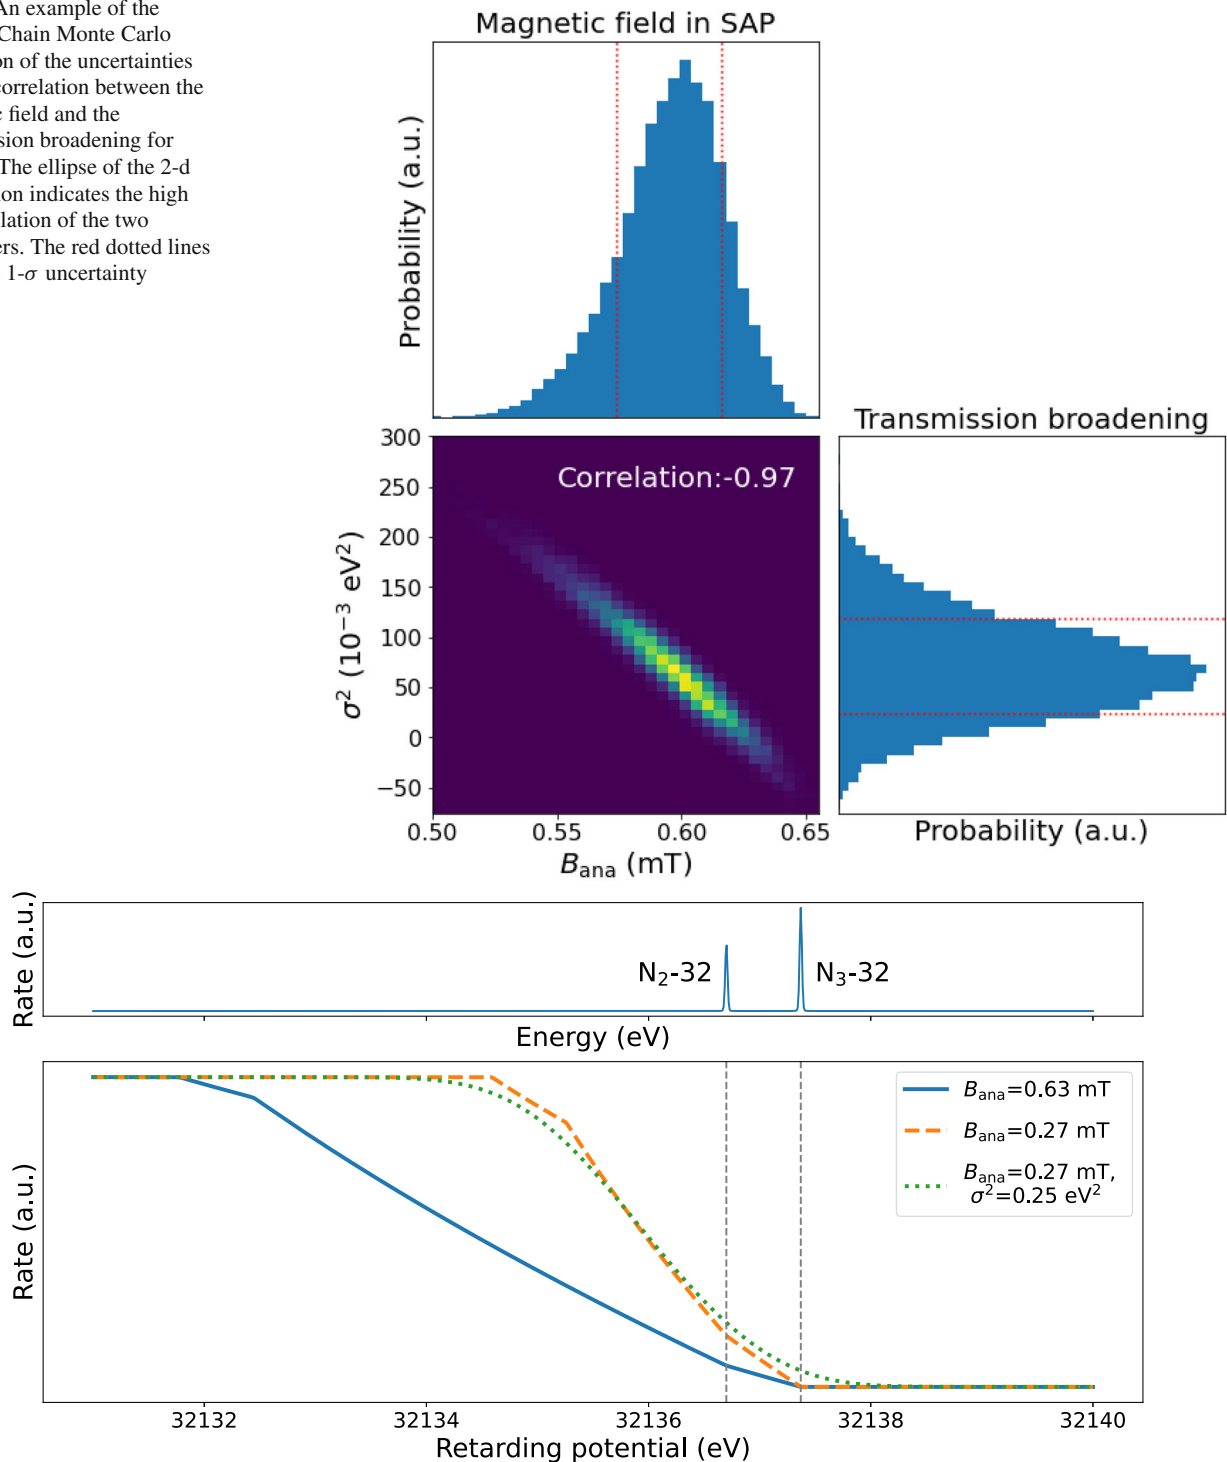 An example of the
Chain Monte Carlo
on of the uncertainties
correlation between the
c field and the
sion broadening for
The ellipse of the 2-d
ion indicates the high
lation of the two
ers. The red dotted lines
1-σ uncertainty
Magnetic field in SAP
Probability (a.u.)
Transmission broadening
Probability (a.u.)
Correlation:-0.97
σ² (10⁻³ eV²)
300
250
200
150
100
50
0
−50
0.50 0.55 0.60 0.65
B_ana (mT)
Rate (a.u.)
N₂-32 N₃-32
Energy (eV)
Rate (a.u.)
B_ana=0.63 mT
B_ana=0.27 mT
B_ana=0.27 mT,
σ²=0.25 eV²
32132 32134 32136 32138 32140
Retarding potential (eV)